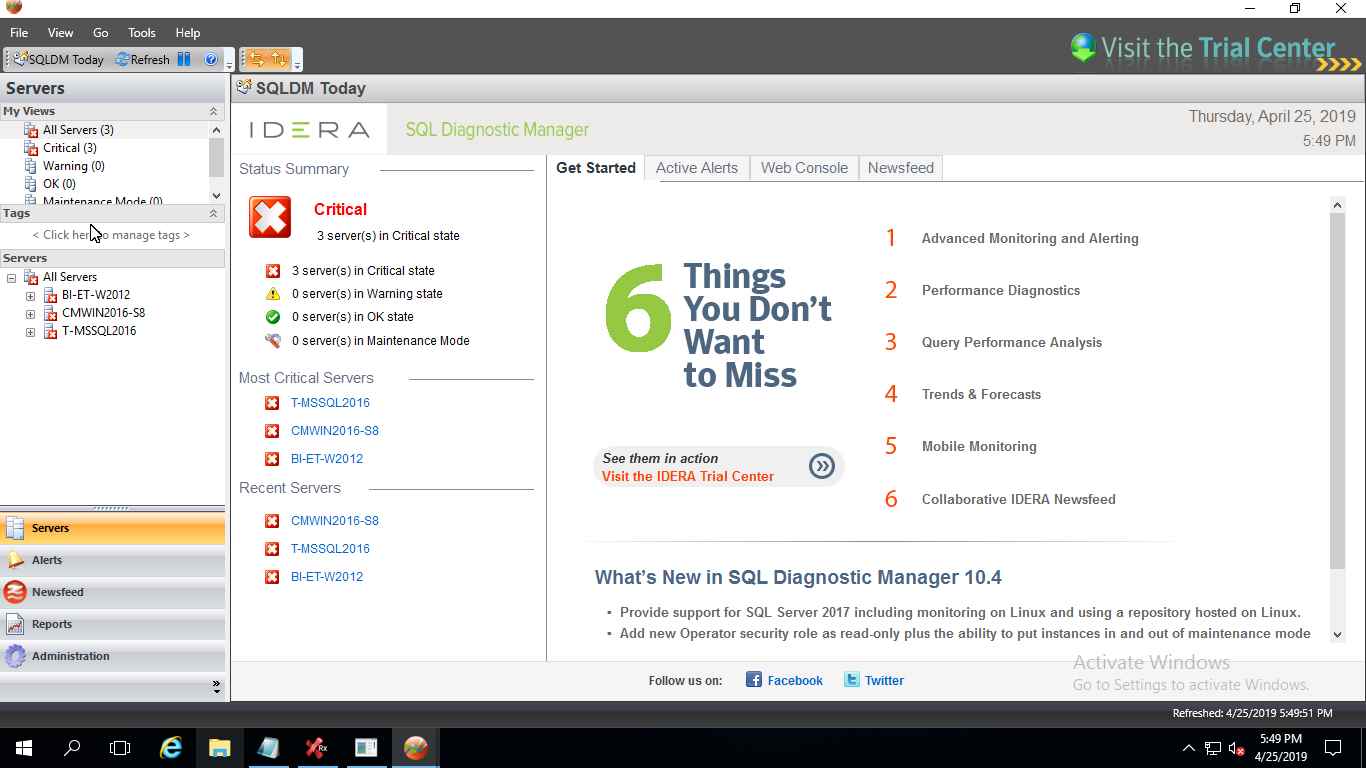 File View Go Tools Help
Visit the Trial Center
SQLDM Today Refresh
Servers
SQLDM Today
My Views
All Servers (3)
Critical (3)
Warning (0)
OK (0)
Maintenance Mode (0)
Tags
< Click here to manage tags >
Servers
All Servers
BI-ET-W2012
CMWIN2016-S8
T-MSSQL2016
Servers
Alerts
Newsfeed
Reports
Administration
IDERA
SQL Diagnostic Manager
Thursday, April 25, 2019
5:49 PM
Status Summary
Critical
3 server(s) in Critical state
3 server(s) in Critical state
0 server(s) in Warning state
0 server(s) in OK state
0 server(s) in Maintenance Mode
Most Critical Servers
T-MSSQL2016
CMWIN2016-S8
BI-ET-W2012
Recent Servers
CMWIN2016-S8
T-MSSQL2016
BI-ET-W2012
Get Started Active Alerts Web Console Newsfeed
6 Things
You Don't
Want
to Miss
See them in action
Visit the IDERA Trial Center
1 Advanced Monitoring and Alerting
2 Performance Diagnostics
3 Query Performance Analysis
4 Trends & Forecasts
5 Mobile Monitoring
6 Collaborative IDERA Newsfeed
What's New in SQL Diagnostic Manager 10.4
• Provide support for SQL Server 2017 including monitoring on Linux and using a repository hosted on Linux.
• Add new Operator security role as read-only plus the ability to put instances in and out of maintenance mode
Activate Windows
Go to Settings to activate Windows.
Follow us on: Facebook Twitter
Refreshed: 4/25/2019 5:49:51 PM
Rx
5:49 PM
4/25/2019